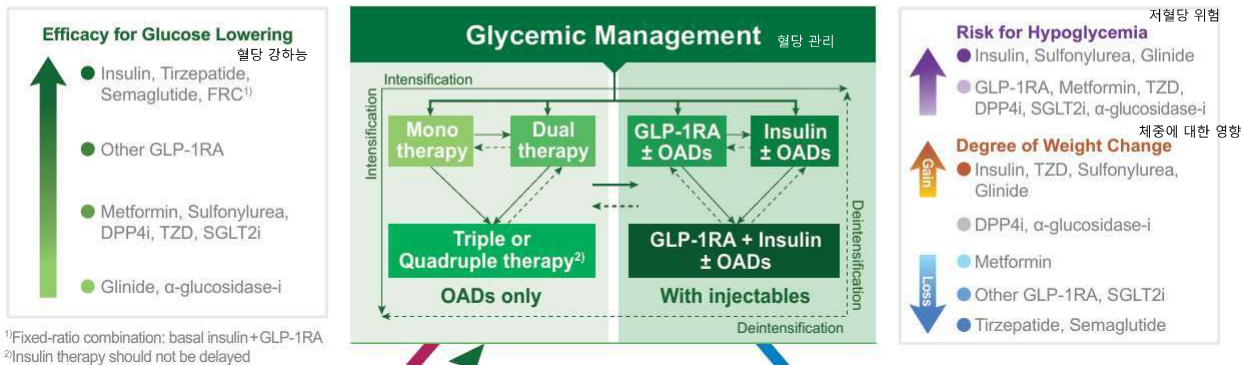 Efficacy for Glucose Lowering
혈당 강하능
Insulin, Tirzepatide,
Semaglutide, FRC1)
Other GLP-1RA
Metformin, Sulfonylurea,
DPP4i, TZD, SGLT2i
Glinide, α-glucosidase-i
1)Fixed-ratio combination: basal insulin+GLP-1RA
2)Insulin therapy should not be delayed
Glycemic Management 혈당 관리
Intensification
Intensification
Mono
therapy
Dual
therapy
Triple or
Quadruple therapy2)
OADs only
GLP-1RA
± OADs
Insulin
± OADs
GLP-1RA + Insulin
± OADs
With injectables
Deintensification
Deintensification
저혈당 위험
Risk for Hypoglycemia
Insulin, Sulfonylurea, Glinide
GLP-1RA, Metformin, TZD,
DPP4i, SGLT2i, α-glucosidase-i
체중에 대한 영향
Degree of Weight Change
Gain
Insulin, TZD, Sulfonylurea,
Glinide
DPP4i, α-glucosidase-i
Loss
Metformin
Other GLP-1RA, SGLT2i
Tirzepatide, Semaglutide